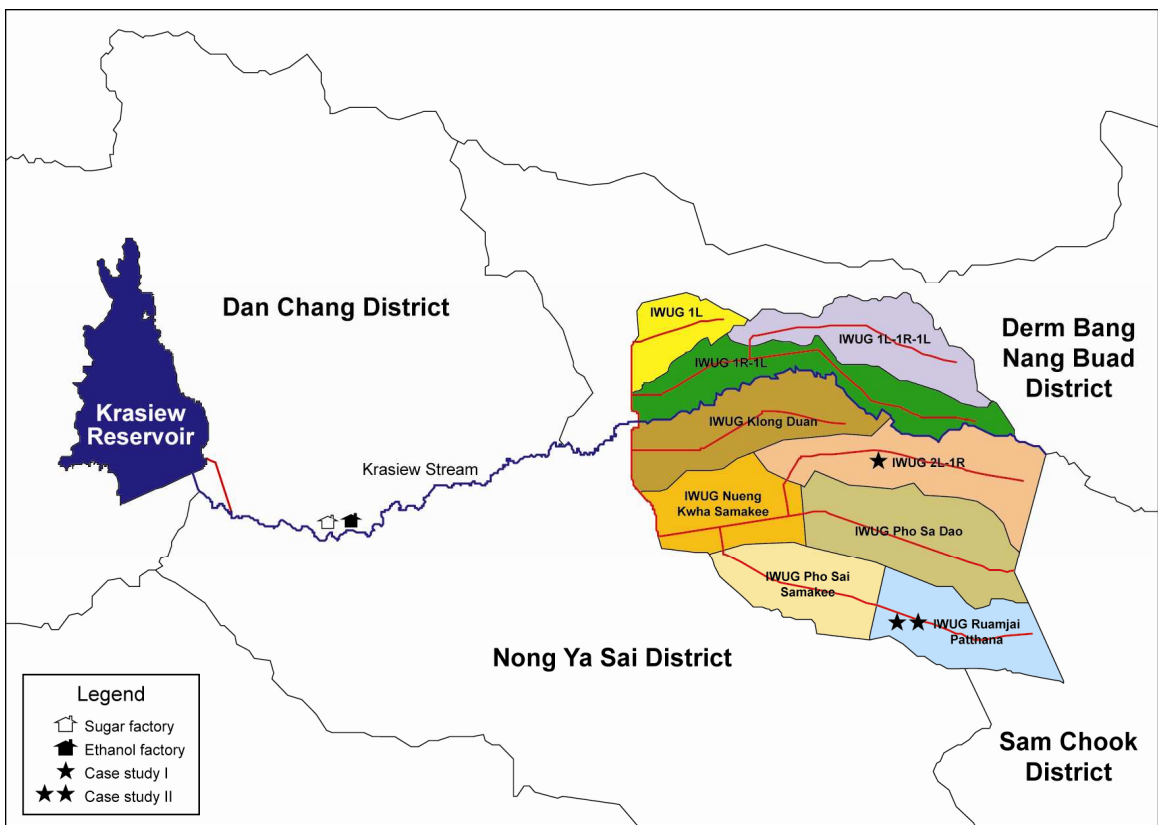 Dan Chang District
IWUG 1L
IWUG 1L-1R-1L
Derm Bang
Nang Buad
District
IWUG 1R-1L
Krasiew
Reservoir
IWUG Klong Duan
Krasiew Stream
IWUG 2L-1R
IWUG Nueng
Kwha Samakee
IWUG Pho Sa Dao
IWUG Pho Sai
Samakee
IWUG Ruamjai
Patthana
Nong Ya Sai District
Sam Chook
District
Legend
Sugar factory
Ethanol factory
Case study I
Case study II